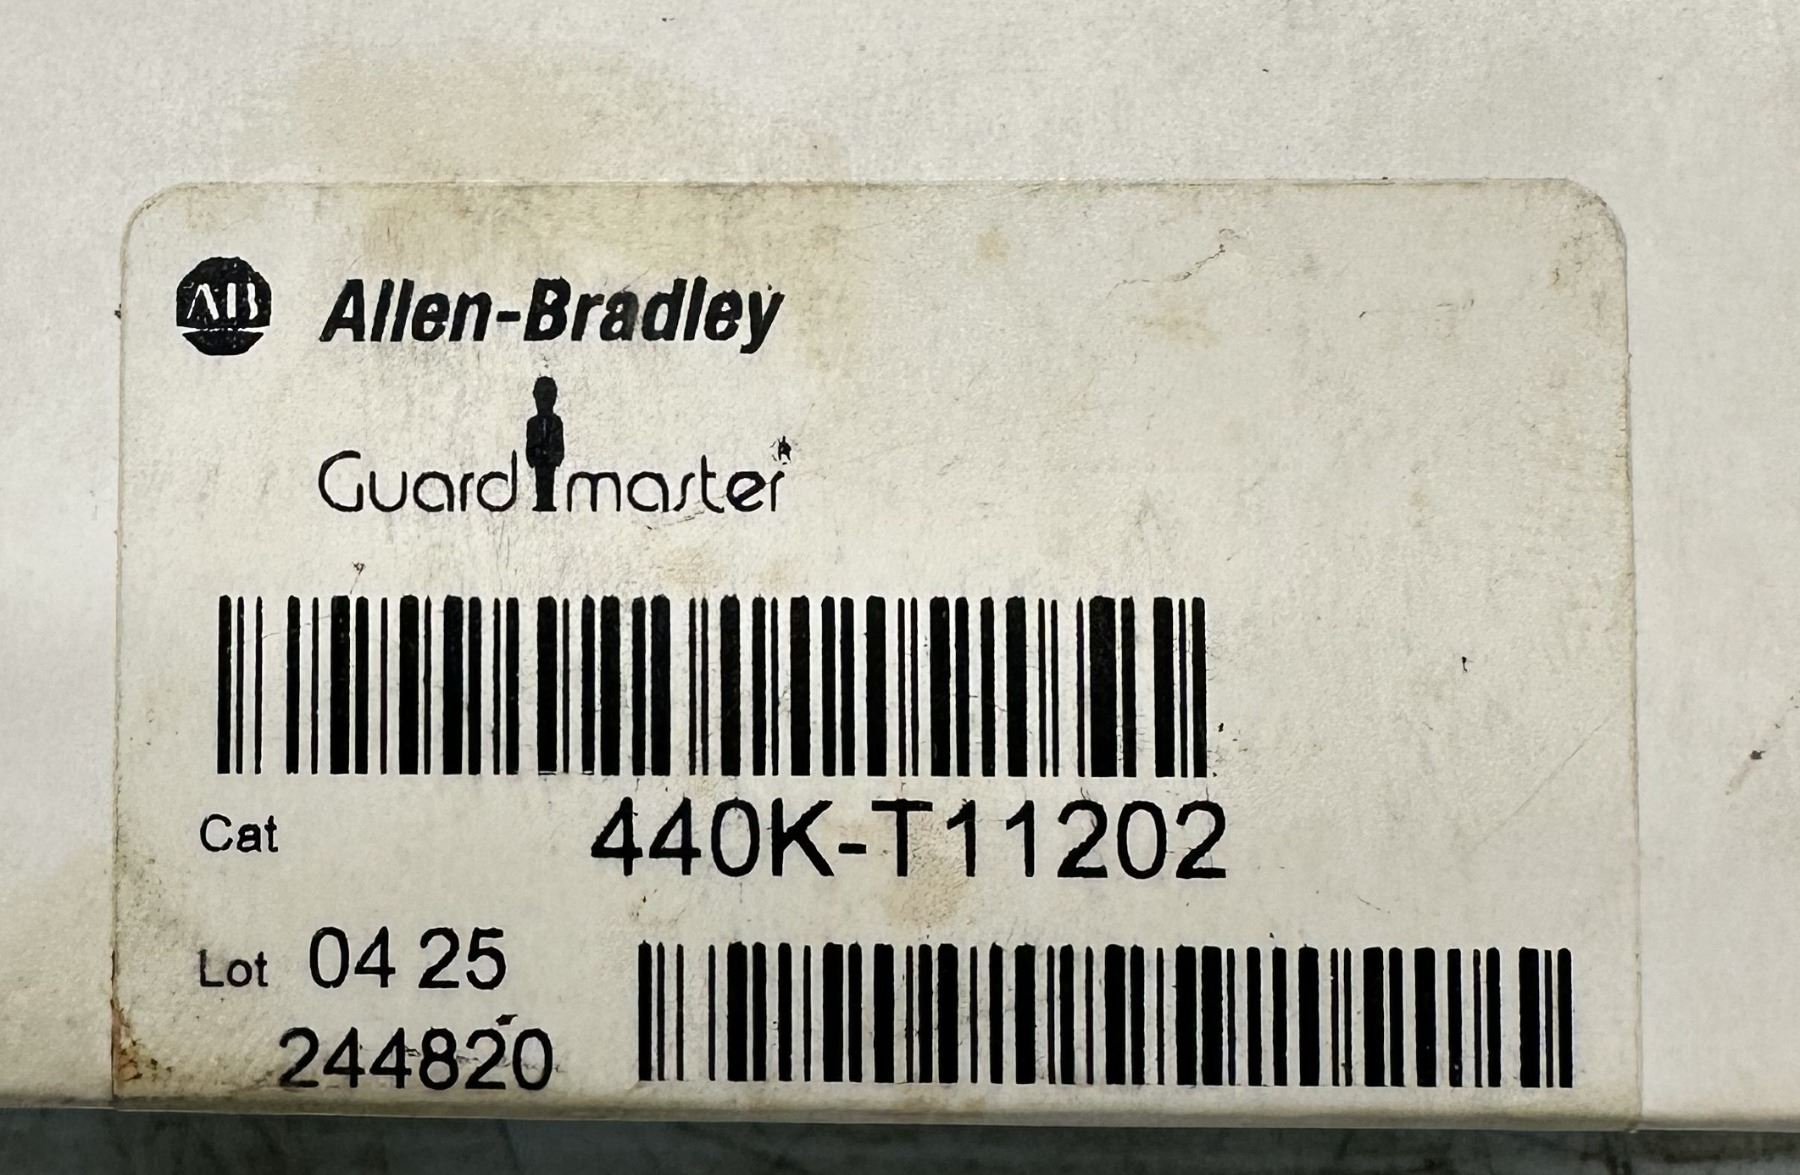 AB Allen-Bradley
Guardmaster
Cat 440K-T11202
Lot 04 25
244820